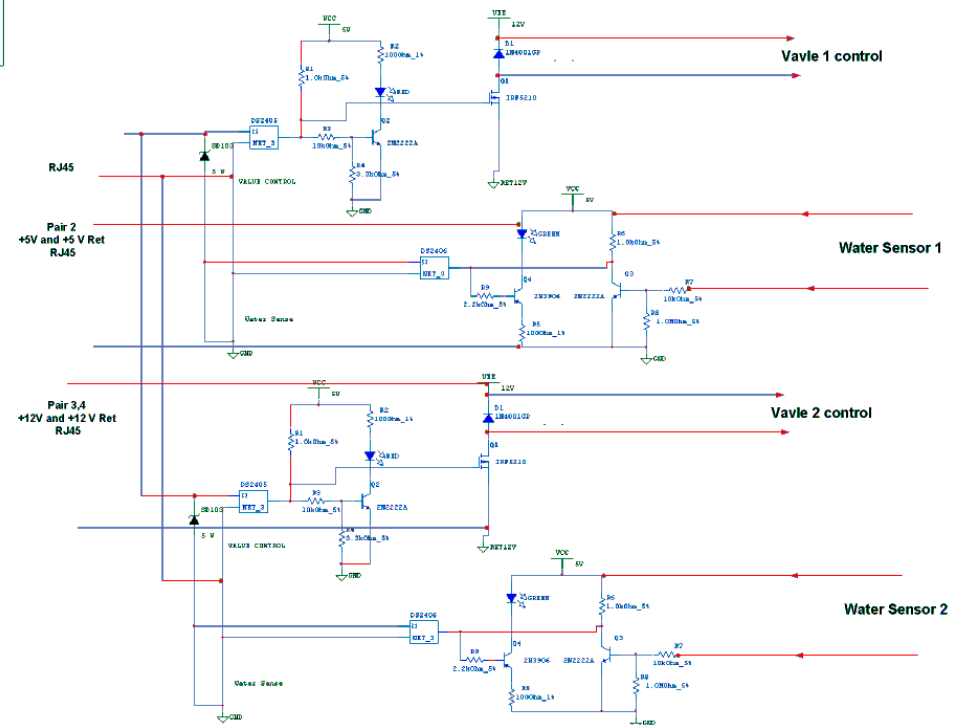 VCC
5V
R2
100Ohm_1%
VEE
12V
D1
1N4001GP
Vavle 1 control
R1
1.0kOhm_5%
RED
Q1
IRF5210
DS2405
Q2
2N2222A
R3
10kOhm_5%
SD103
NET_3
R4
3.3kOhm_5%
RJ45
5 W
VALUE CONTROL
RET12V
GND
VCC
5V
Pair 2
+5V and +5 V Ret
RJ45
GREEN
R6
1.0kOhm_5%
Water Sensor 1
DS2406
NET_3
Q4
2N3906
Q3
2N2222A
R9
2.2kOhm_5%
R7
10kOhm_5%
R5
100Ohm_1%
R8
1.0MOhm_5%
Water Sense
GND
GND
VEE
12V
VCC
5V
Pair 3,4
+12V and +12 V Ret
RJ45
R2
100Ohm_1%
D1
1N4001GP
Vavle 2 control
R1
1.0kOhm_5%
RED
Q1
IRF5210
DS2405
Q2
2N2222A
R3
10kOhm_5%
SD103
NET_3
3.3kOhm_5%
5 W
VALUE CONTROL
RET12V
GND
VCC
5V
GREEN
R6
1.0kOhm_5%
Water Sensor 2
DS2406
NET_3
Q4
2N3906
Q3
2N2222A
R9
2.2kOhm_5%
R7
10kOhm_5%
R5
100Ohm_1%
R8
1.0MOhm_5%
Water Sense
GND
GND